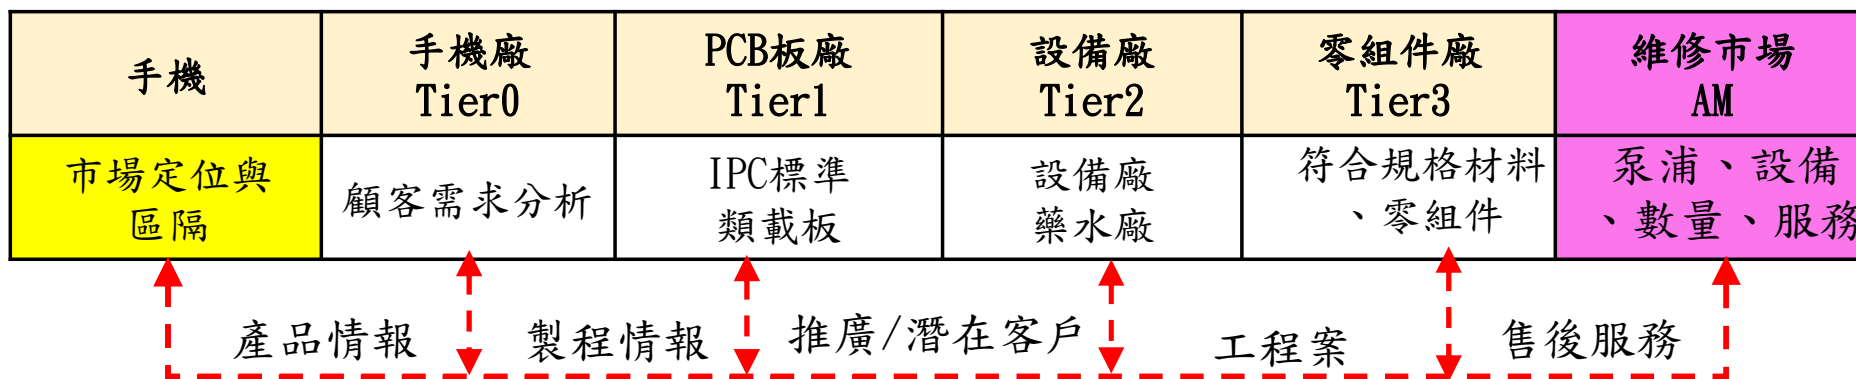 手機
手機廠
Tier0
PCB板廠
Tier1
設備廠
Tier2
零組件廠
Tier3
維修市場
AM
市場定位與
區隔
顧客需求分析
IPC標準
類載板
設備廠
藥水廠
符合規格材料
、零組件
泵浦、設備
、數量、服務
產品情報
製程情報
推廣/潛在客戶
工程案
售後服務